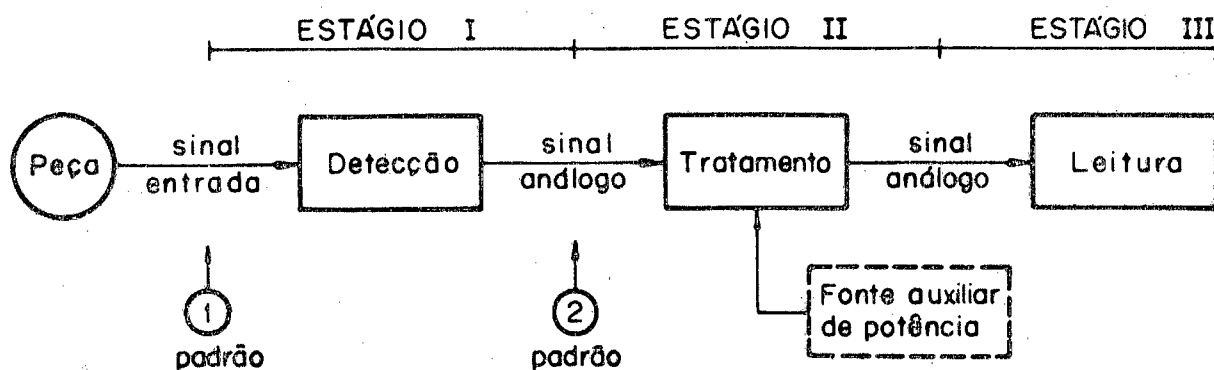 ESTÁGIO I
ESTÁGIO II
ESTÁGIO III
Peça
sinal
entrada
Detecção
sinal
análogo
Tratamento
sinal
análogo
Leitura
1
padrão
2
padrão
Fonte auxiliar
de potência